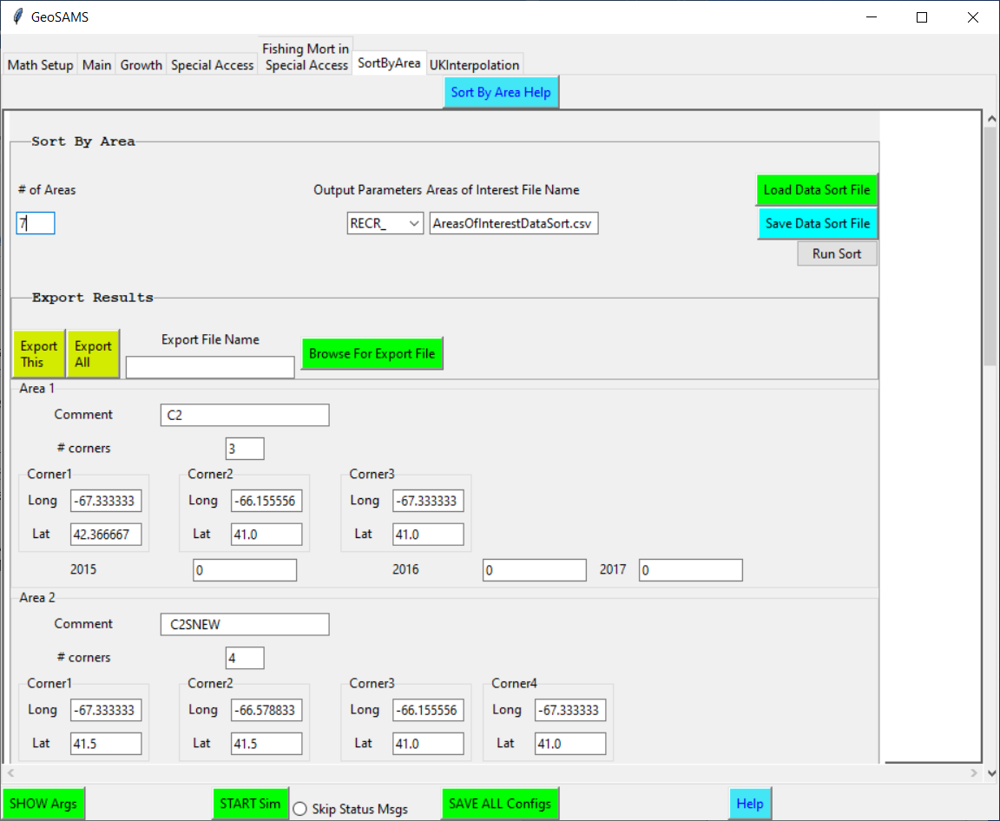 GeoSAMS
Fishing Mort in
Math Setup Main Growth Special Access Special Access SortByArea UKInterpolation
Sort By Area Help
Sort By Area
# of Areas Output Parameters Areas of Interest File Name Load Data Sort File
7 RECR_ AreasOfInterestDataSort.csv Save Data Sort File
Run Sort
Export Results
Export This Export All Export File Name Browse For Export File
Area 1
Comment C2
# corners 3
Corner1 Corner2 Corner3
Long -67.333333 Long -66.155556 Long -67.333333
Lat 42.366667 Lat 41.0 Lat 41.0
2015 0 2016 0 2017 0
Area 2
Comment C2SNEW
# corners 4
Corner1 Corner2 Corner3 Corner4
Long -67.333333 Long -66.578833 Long -66.155556 Long -67.333333
Lat 41.5 Lat 41.5 Lat 41.0 Lat 41.0
SHOW Args START Sim Skip Status Msgs SAVE ALL Configs Help